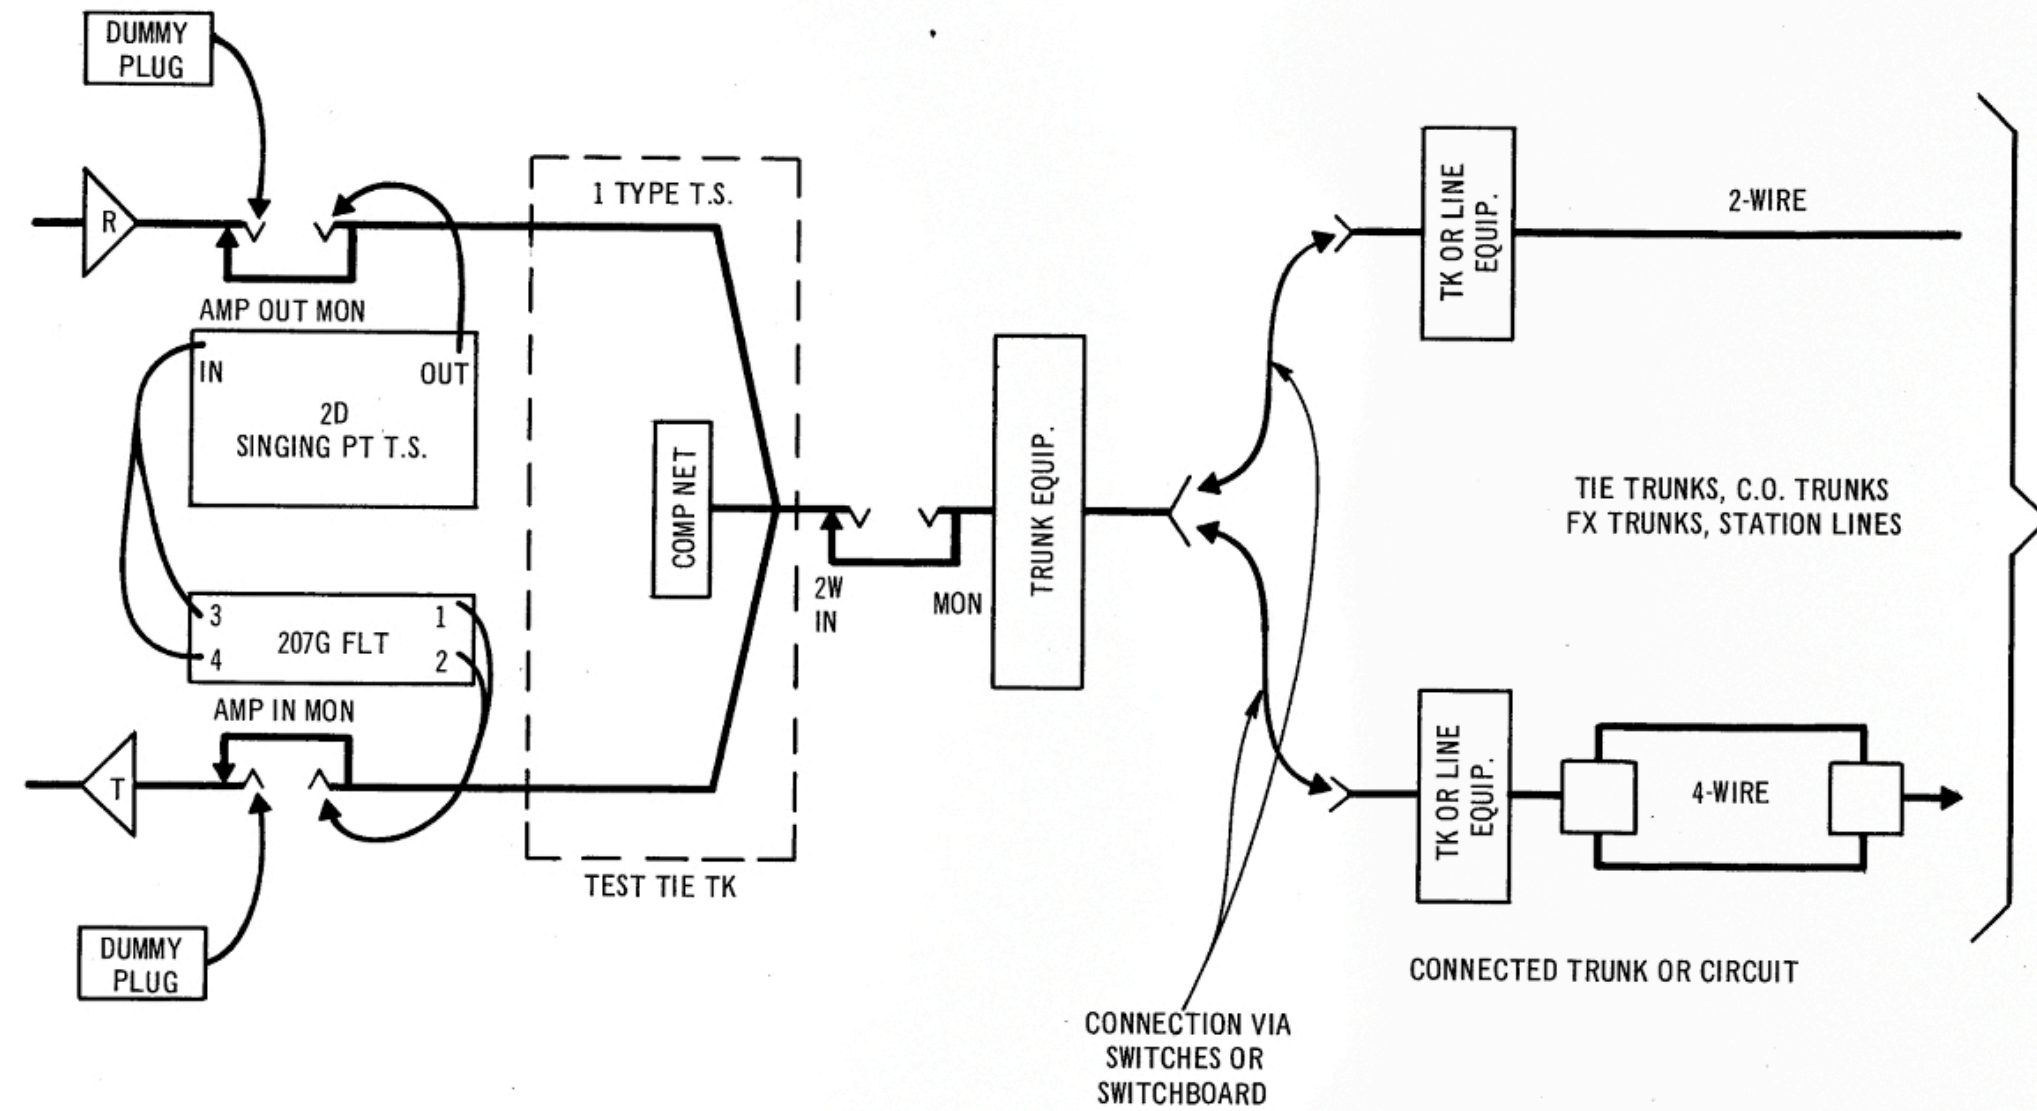 DUMMY
PLUG
R
AMP OUT MON
IN
OUT
2D
SINGING PT T.S.
3
4
207G FLT
1
2
AMP IN MON
T
DUMMY
PLUG
1 TYPE T.S.
COMP NET
TEST TIE TK
2W
IN
MON
TRUNK EQUIP.
TK OR LINE
EQUIP.
2-WIRE
TIE TRUNKS, C.O. TRUNKS
FX TRUNKS, STATION LINES
TK OR LINE
EQUIP.
4-WIRE
CONNECTED TRUNK OR CIRCUIT
CONNECTION VIA
SWITCHES OR
SWITCHBOARD